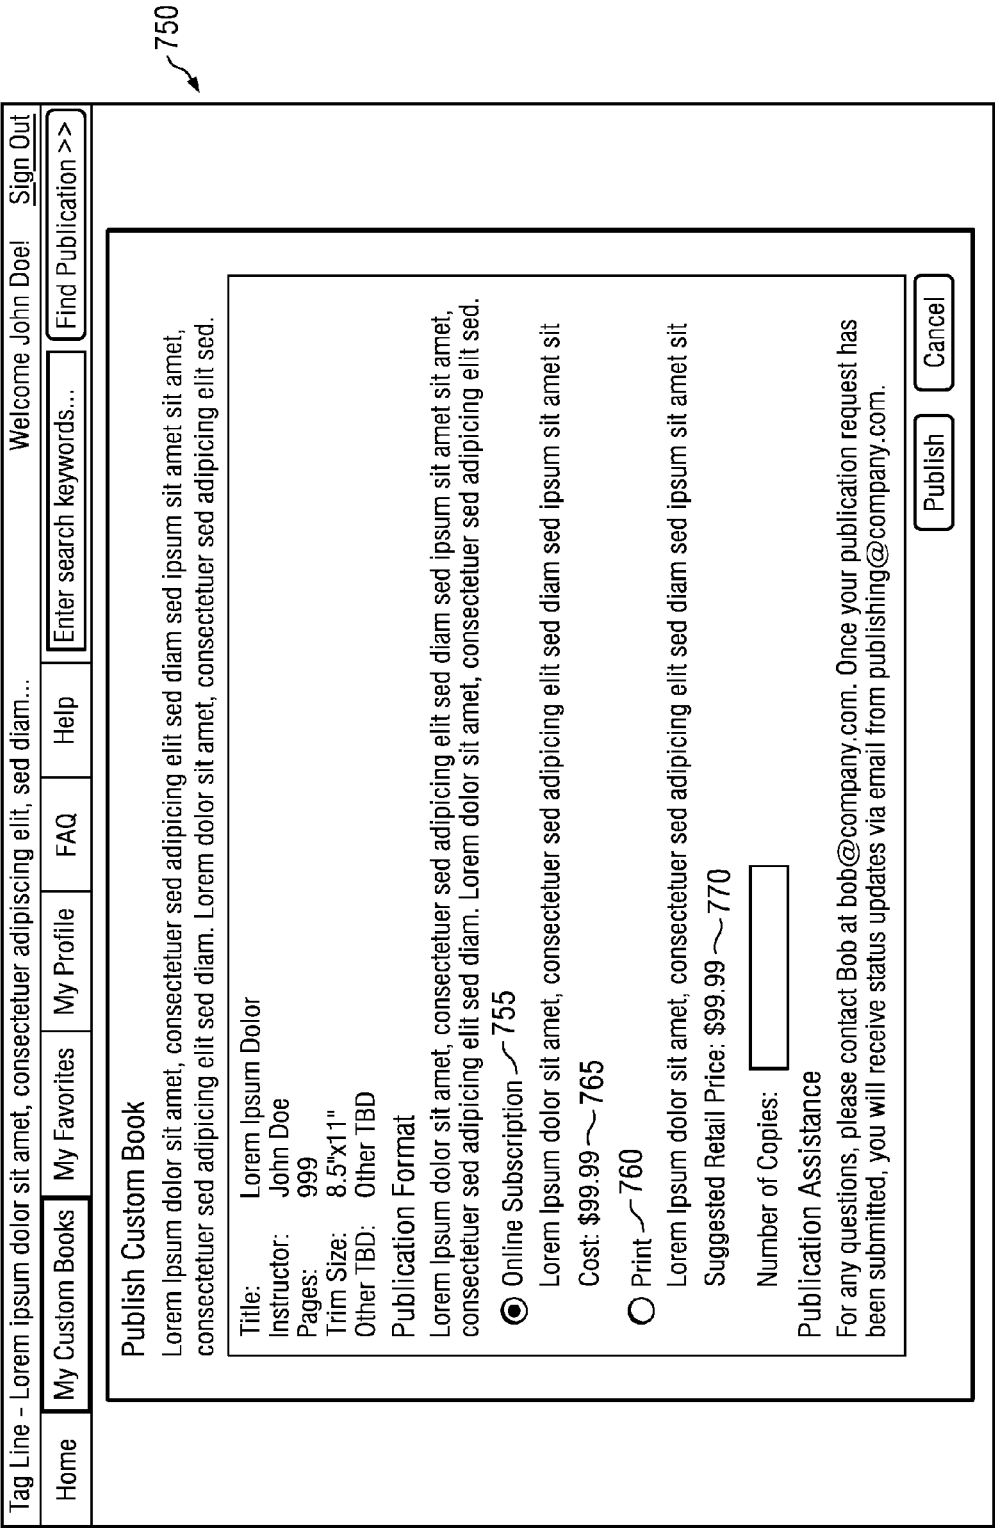 750
Tag Line - Lorem ipsum dolor sit amet, consectetuer adipiscing elit, sed diam... Welcome John Doe! Sign Out
Home My Custom Books My Favorites My Profile FAQ Help Enter search keywords... Find Publication >>
Publish Custom Book
Lorem Ipsum dolor sit amet, consectetuer sed adipicing elit sed diam sed ipsum sit amet sit amet,
consectetuer sed adipicing elit sed diam. Lorem dolor sit amet, consectetuer sed adipicing elit sed.
Title: Lorem Ipsum Dolor
Instructor: John Doe
Pages: 999
Trim Size: 8.5"x11"
Other TBD: Other TBD
Publication Format
Lorem Ipsum dolor sit amet, consectetuer sed adipicing elit sed diam sed ipsum sit amet sit amet,
consectetuer sed adipicing elit sed diam. Lorem dolor sit amet, consectetuer sed adipicing elit sed.
Online Subscription 755
Lorem Ipsum dolor sit amet, consectetuer sed adipicing elit sed diam sed ipsum sit amet sit
Cost: $99.99 765
Print 760
Lorem Ipsum dolor sit amet, consectetuer sed adipicing elit sed diam sed ipsum sit amet sit
Suggested Retail Price: $99.99 770
Number of Copies:
Publication Assistance
For any questions, please contact Bob at bob@company.com. Once your publication request has
been submitted, you will receive status updates via email from publishing@company.com.
Publish Cancel